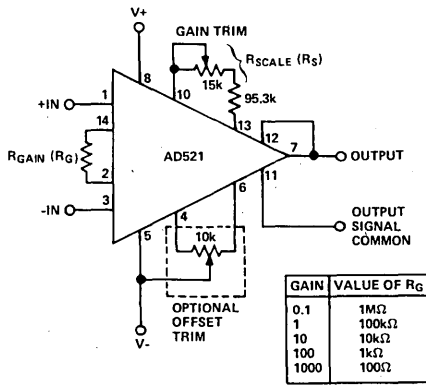 V+
GAIN TRIM
RSCALE (RS)
15k
95.3k
8
10
+IN
1
14
13
12
RGAIN (RG)
AD521
7
OUTPUT
2
11
-IN
3
6
4
5
10k
OUTPUT
SIGNAL
COMMON
OPTIONAL
OFFSET
TRIM
V-
GAIN VALUE OF RG
0.1 1MΩ
1 100kΩ
10 10kΩ
100 1kΩ
1000 100Ω